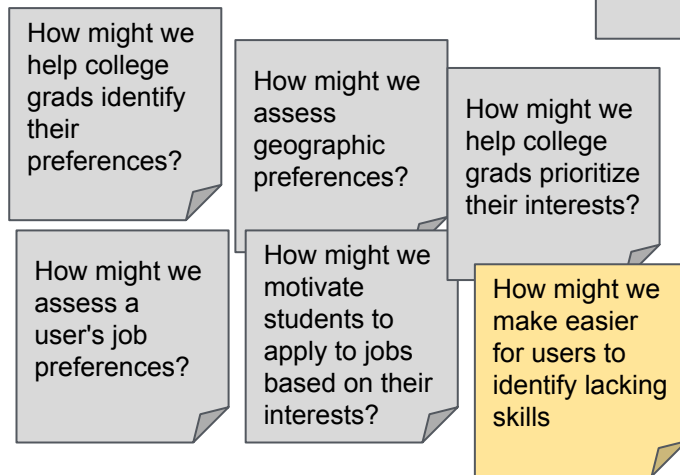 How might we
help college
grads identify
their
preferences?
How might we
assess
geographic
preferences?
How might we
help college
grads prioritize
their interests?
How might we
assess a
user's job
preferences?
How might we
motivate
students to
apply to jobs
based on their
interests?
How might we
make easier
for users to
identify lacking
skills